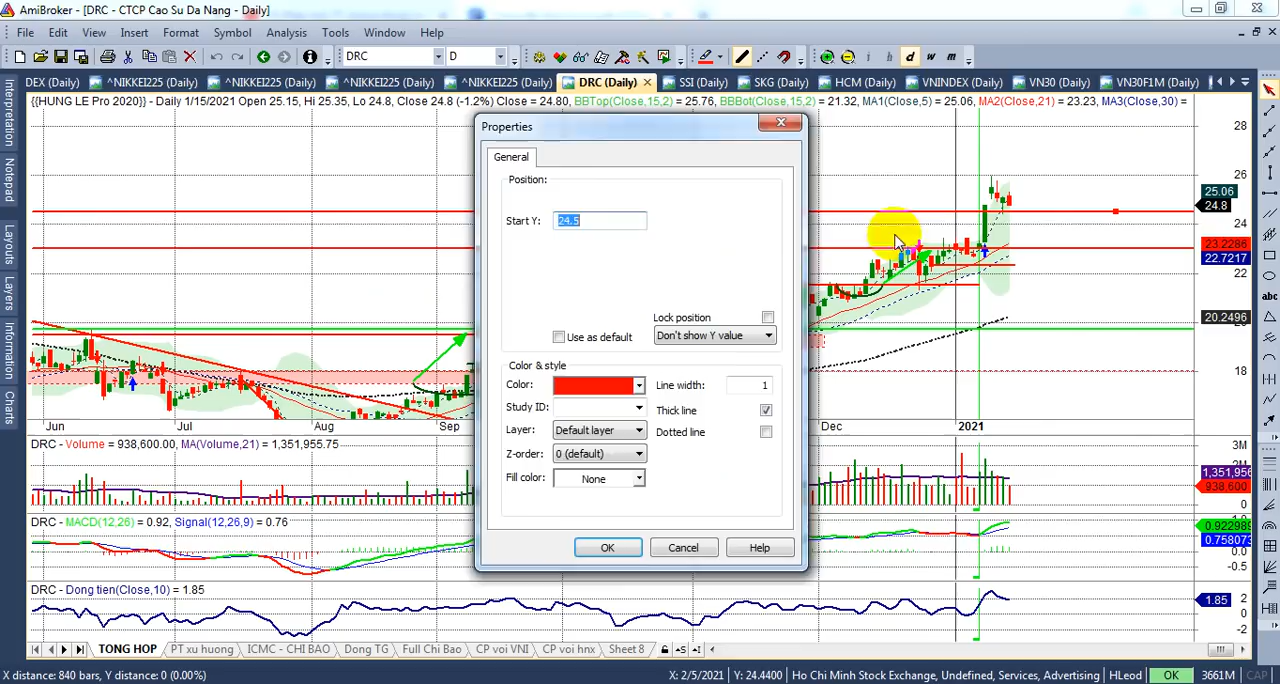 AmiBroker - [DRC - CTCP Cao Su Da Nang - Daily]
File Edit View Insert Format Symbol Analysis Tools Window Help
DRC D i h d w m
DEX (Daily) ^NIKKEI225 ^NIKKEI225 (Daily) ^NIKKEI225 (Daily) ^NIKKEI225 (Daily) DRC (Daily) SSI (Daily) SKG (Daily) HCM (Daily) VNINDEX (Daily) VN30 (Daily) VN30F1M (Daily)
{{HUNG LE Pro 2020}} - Daily 1/15/2021 Open 25.15, Hi 25.35, Lo 24.8, Close 24.8 (-1.2%) Close = 24.80, BBTop(Close,15,2) = 25.76, BBBot(Close,15,2) = 21.32, MA1(Close,5) = 25.06, MA2(Close,21) = 23.23, MA3(Close,30) =
Interpretation
Notepad
Layouts
Layers
Information
Charts
Properties
General
Position:
Start Y: 24.5
Lock position
Use as default Don't show Y value
Color & style
Color: Line width: 1
Study ID: Thick line
Layer: Default layer Dotted line
Z-order: 0 (default)
Fill color: None
OK Cancel Help
28
26
25.06
24.8
24
23.2286
22.7217
22
20.2496
20
18
Jun Jul Aug Sep Dec 2021
DRC - Volume = 938,600.00, MA(Volume,21) = 1,351,955.75
3M
2M
1,351,956
938,600
0
DRC - MACD(12,26) = 0.92, Signal(12,26,9) = 0.76
1.0
0.922989
0.758073
0.0
-0.5
DRC - Dong tien(Close,10) = 1.85
2
1.85
0
-2
TONG HOP PT xu huong ICMC - CHI BAO Dong TG Full Chi Bao CP voi VNI CP voi hnx Sheet 8
X distance: 840 bars, Y distance: 0 (0.00%) X: 2/5/2021 Y: 24.4400 Ho Chi Minh Stock Exchange, Undefined, Services, Advertising HLeod OK 3661M CAP
abc